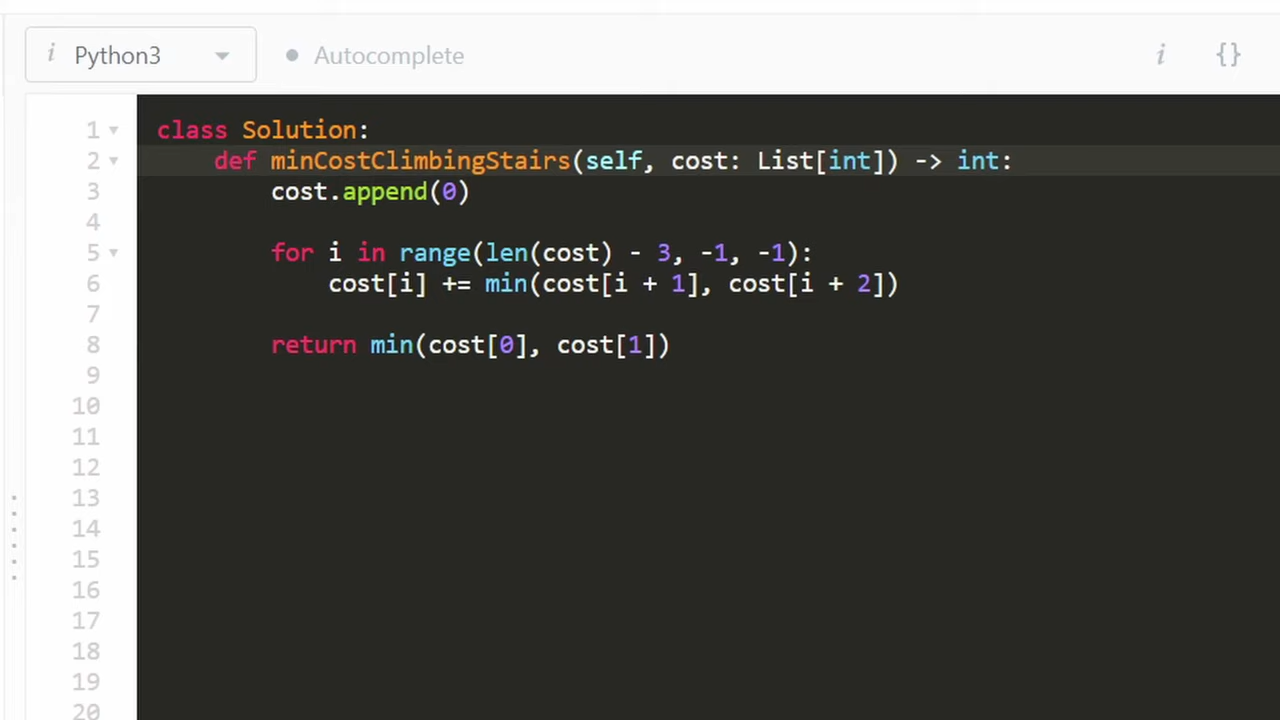 i Python3 Autocomplete i {}
1 class Solution:
2 def minCostClimbingStairs(self, cost: List[int]) -> int:
3 cost.append(0)
4
5 for i in range(len(cost) - 3, -1, -1):
6 cost[i] += min(cost[i + 1], cost[i + 2])
7
8 return min(cost[0], cost[1])
9
10
11
12
13
14
15
16
17
18
19
20